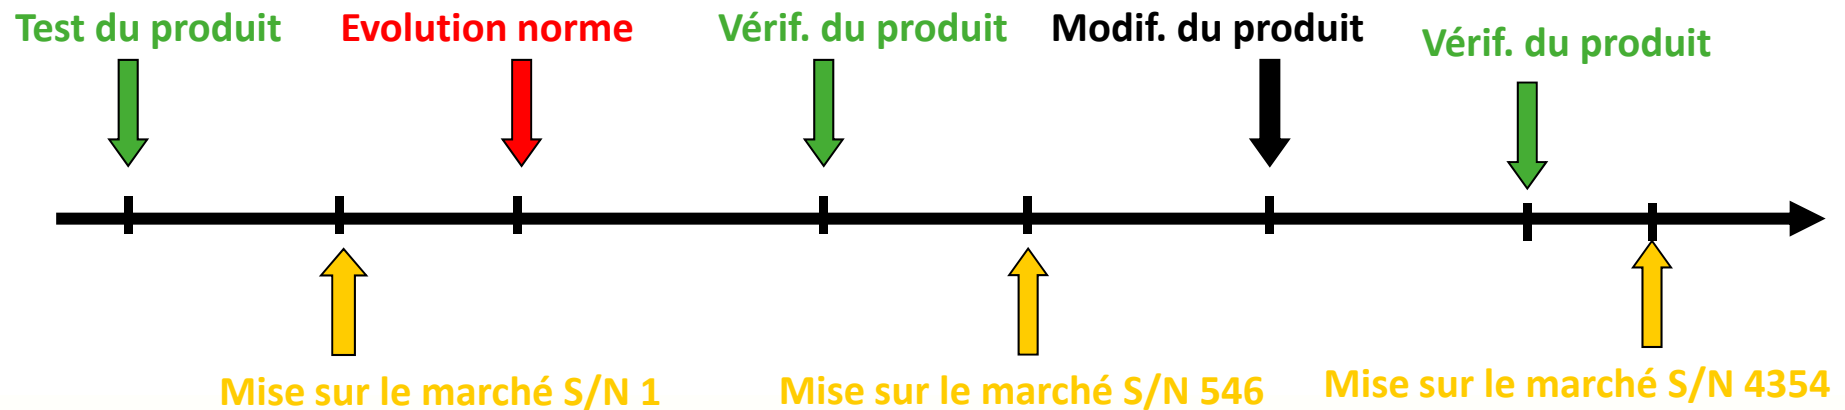 Test du produit
Evolution norme
Vérif. du produit
Modif. du produit
Vérif. du produit
Mise sur le marché S/N 1
Mise sur le marché S/N 546
Mise sur le marché S/N 4354